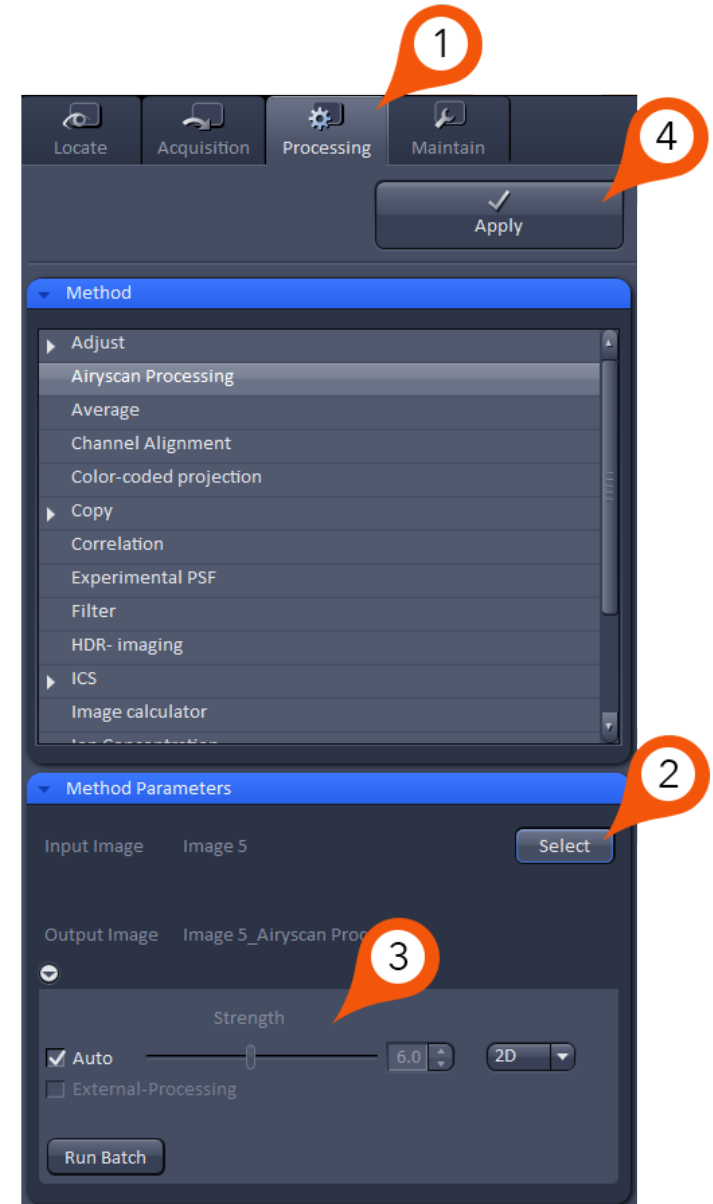 1
Locate Acquisition Processing Maintain
4
Apply
Method
Adjust
Airyscan Processing
Average
Channel Alignment
Color-coded projection
Copy
Correlation
Experimental PSF
Filter
HDR- imaging
ICS
Image calculator
2
Method Parameters
Input Image Image 5 Select
Output Image Image 5_Airyscan
3
Strength
Auto 6.0 2D
External-Processing
Run Batch